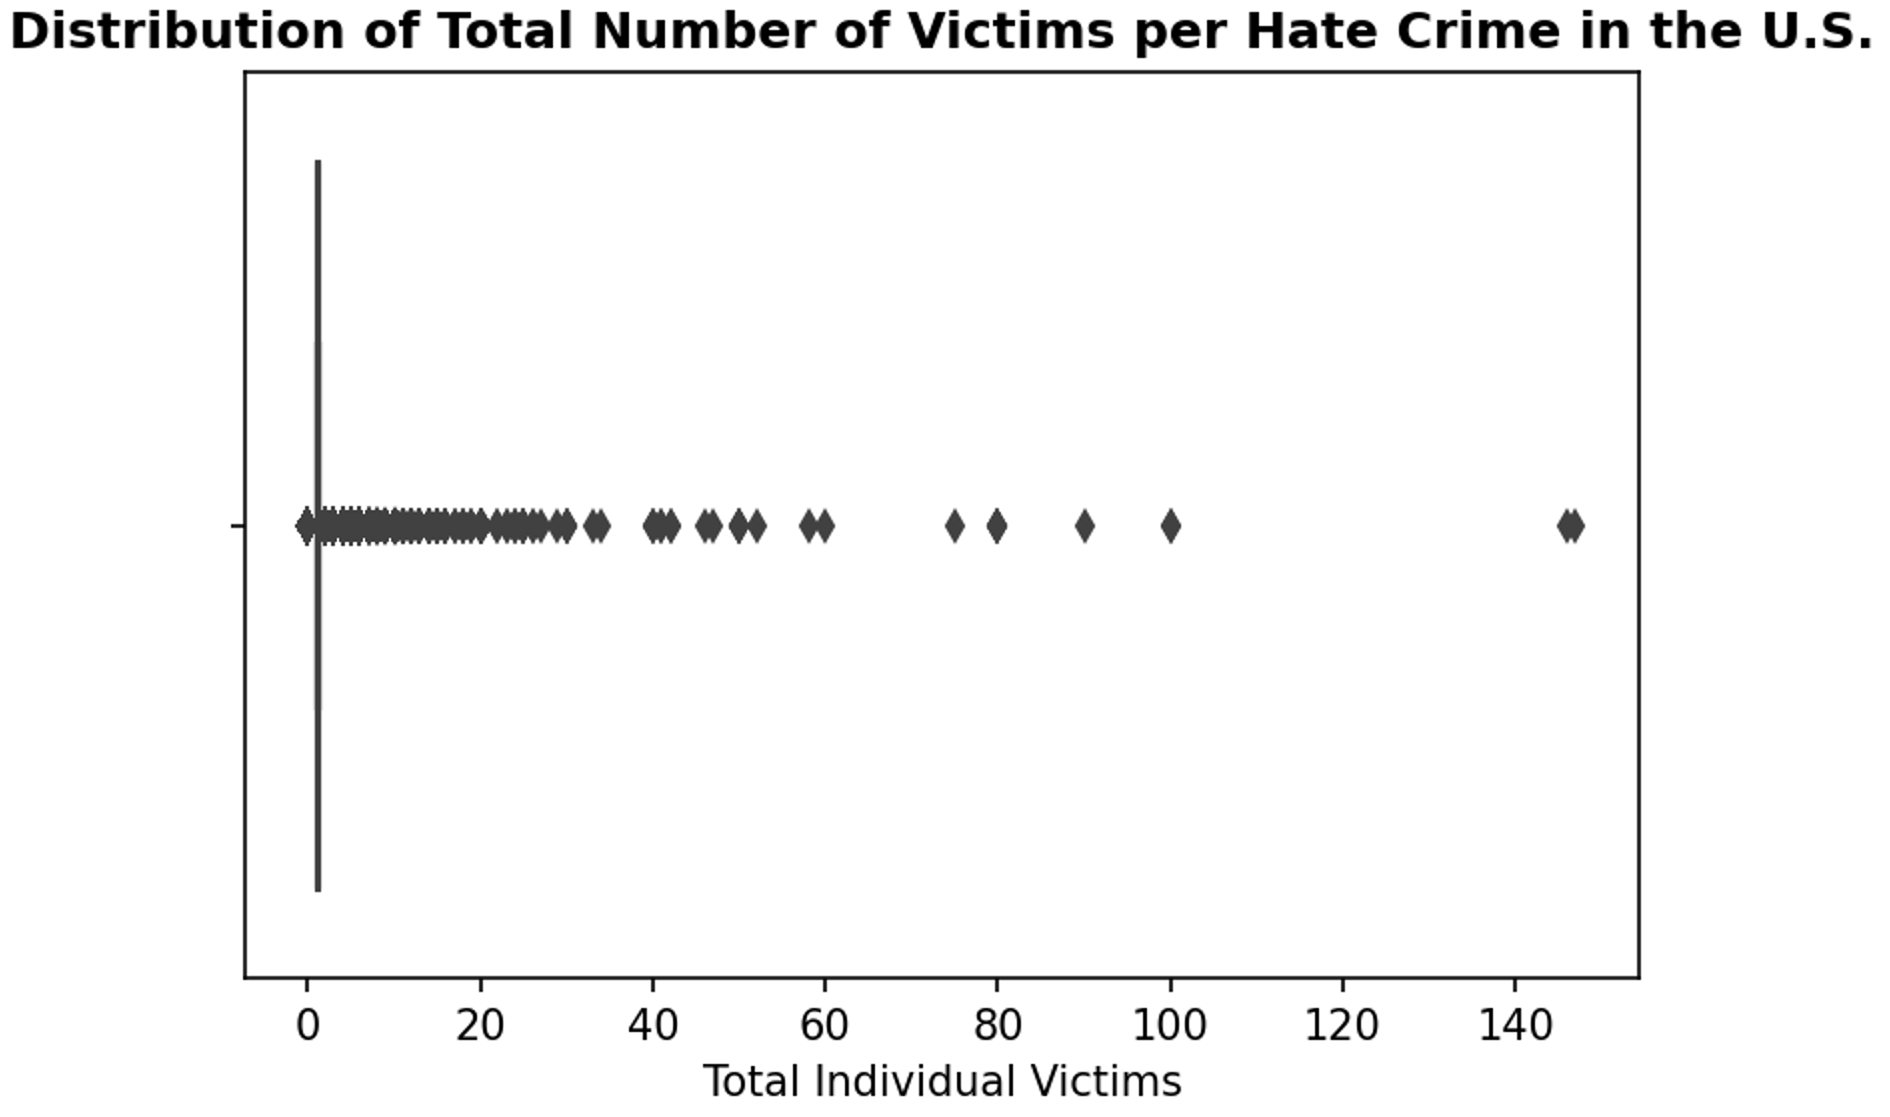 Distribution of Total Number of Victims per Hate Crime in the U.S.
0 20 40 60 80 100 120 140
Total Individual Victims